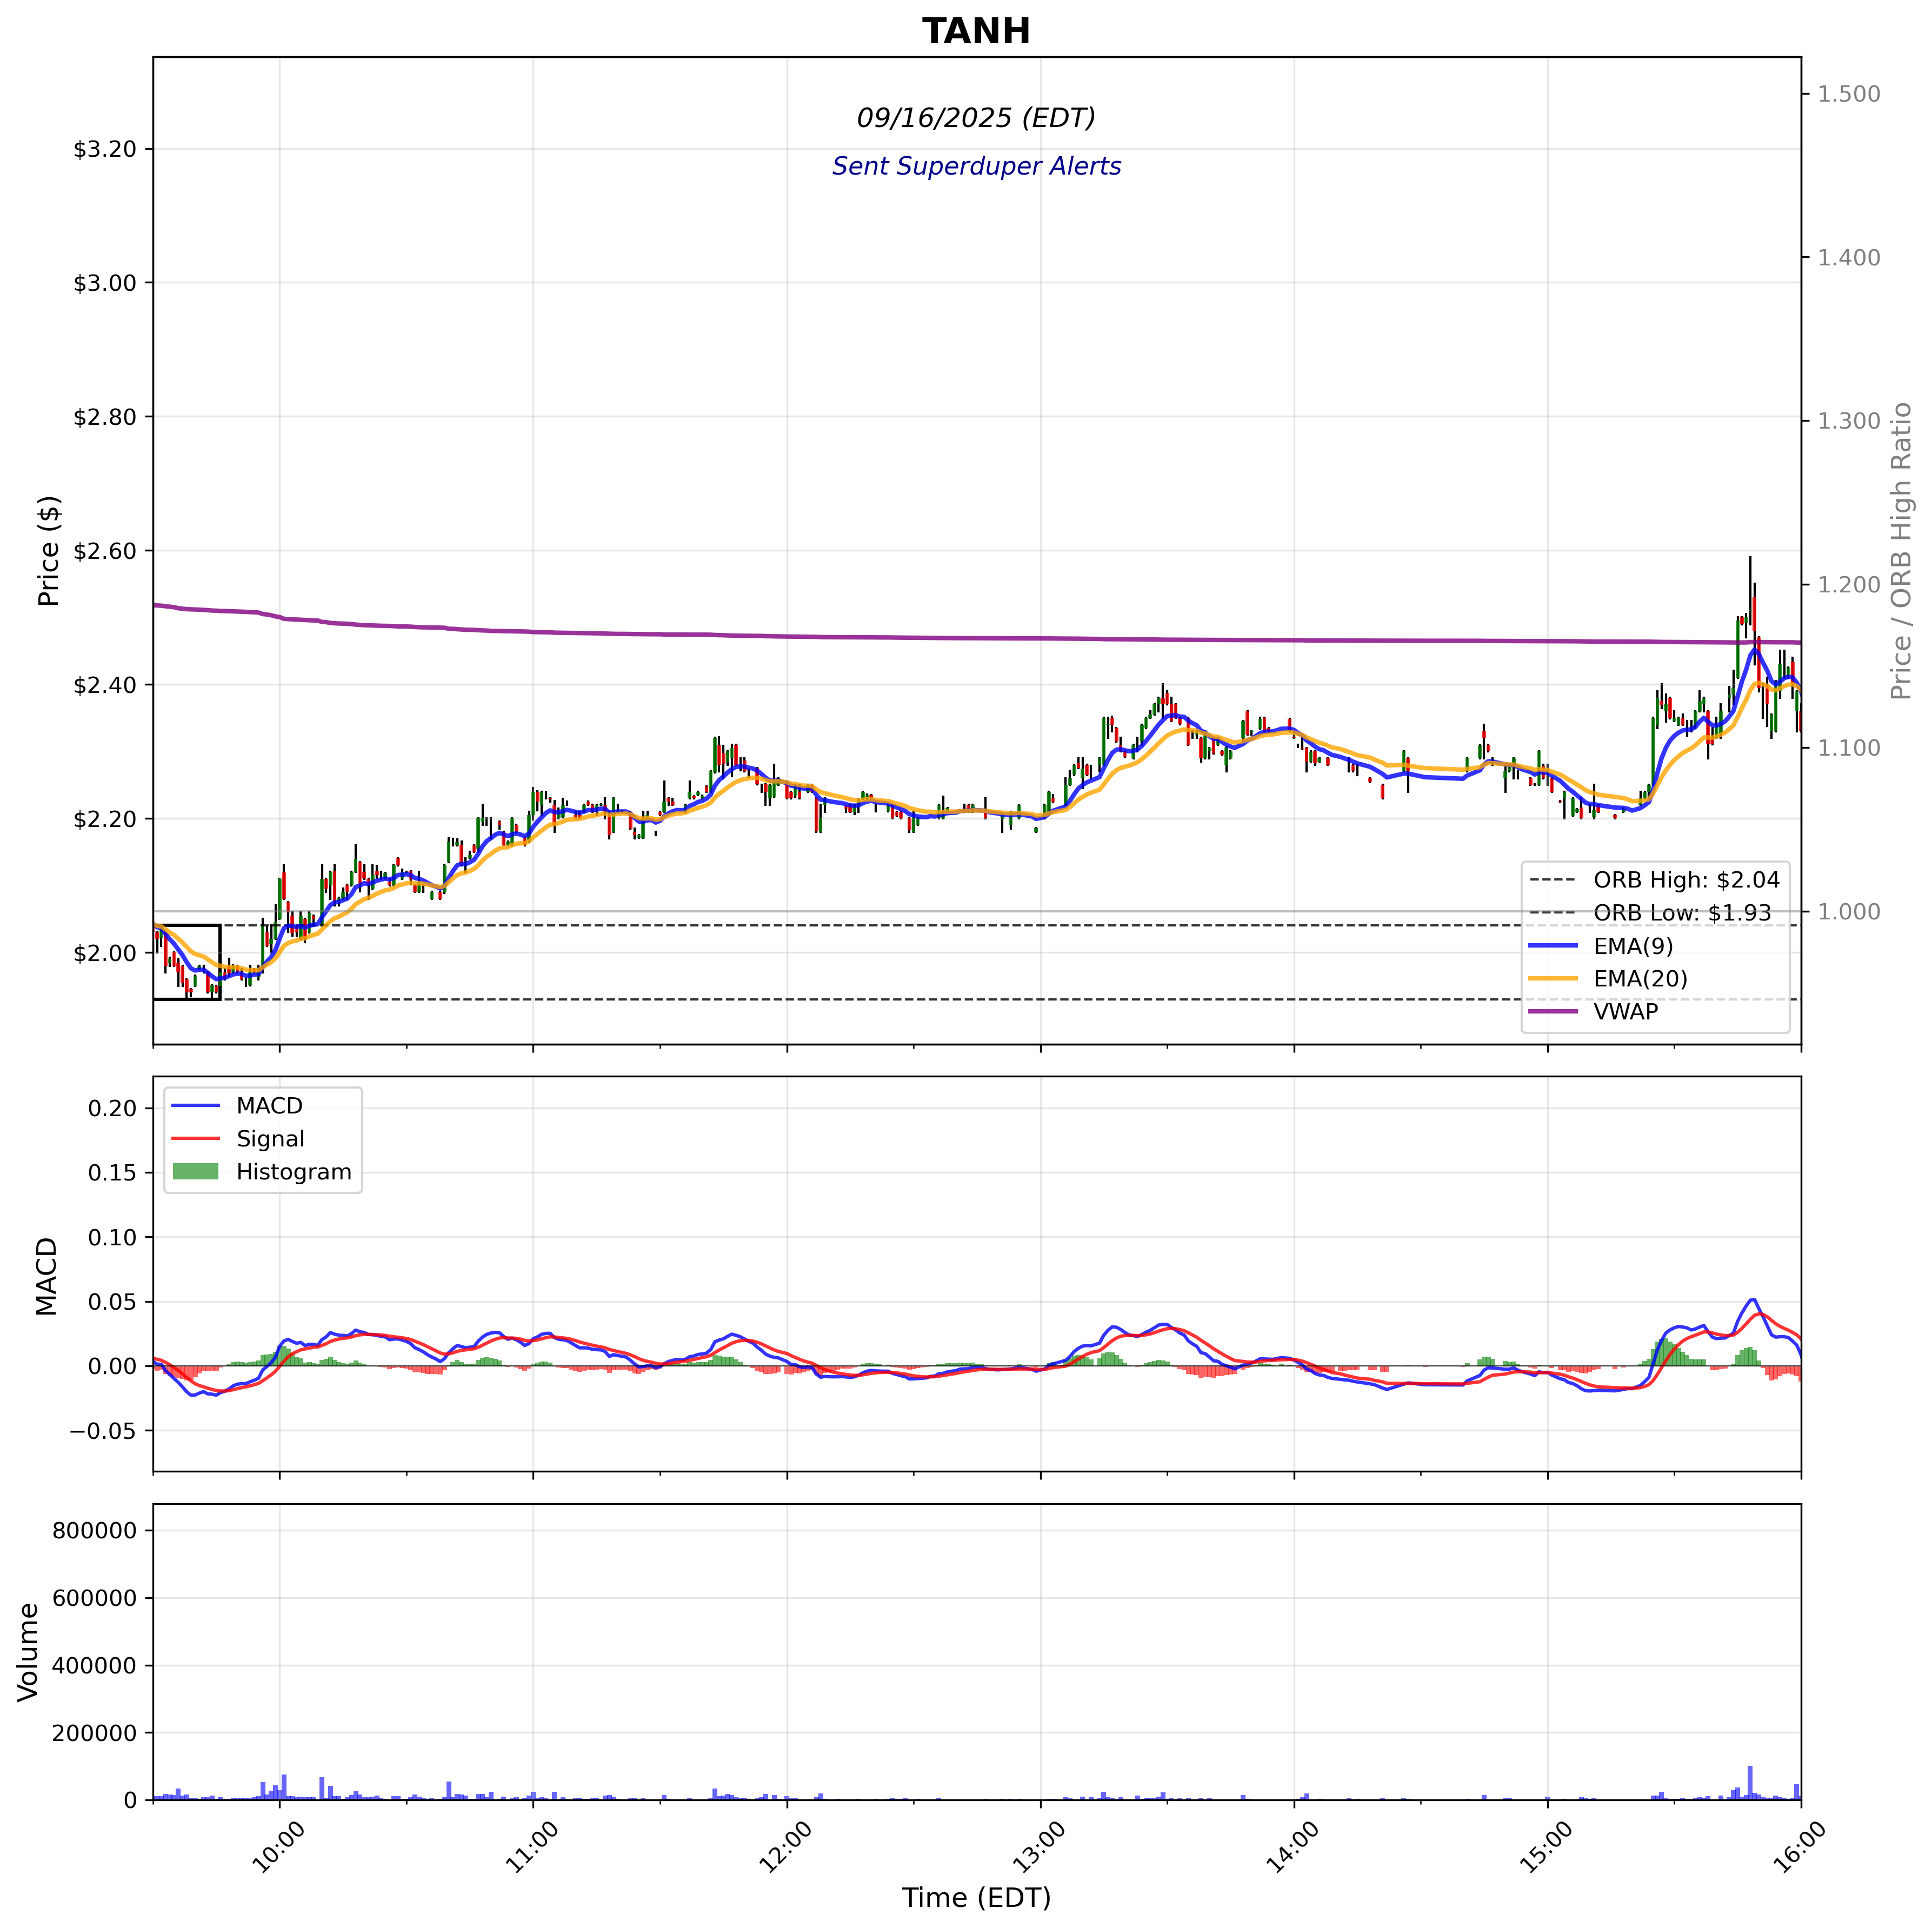 TANH
09/16/2025 (EDT)
Sent Superduper Alerts
Price ($)
$3.20
$3.00
$2.80
$2.60
$2.40
$2.20
$2.00
1.500
1.400
1.300
1.200
1.100
1.000
Price / ORB High Ratio
ORB High: $2.04
ORB Low: $1.93
EMA(9)
EMA(20)
VWAP
MACD
0.20
0.15
0.10
0.05
0.00
−0.05
MACD
Signal
Histogram
Volume
800000
600000
400000
200000
0
10:00
11:00
12:00
13:00
14:00
15:00
16:00
Time (EDT)